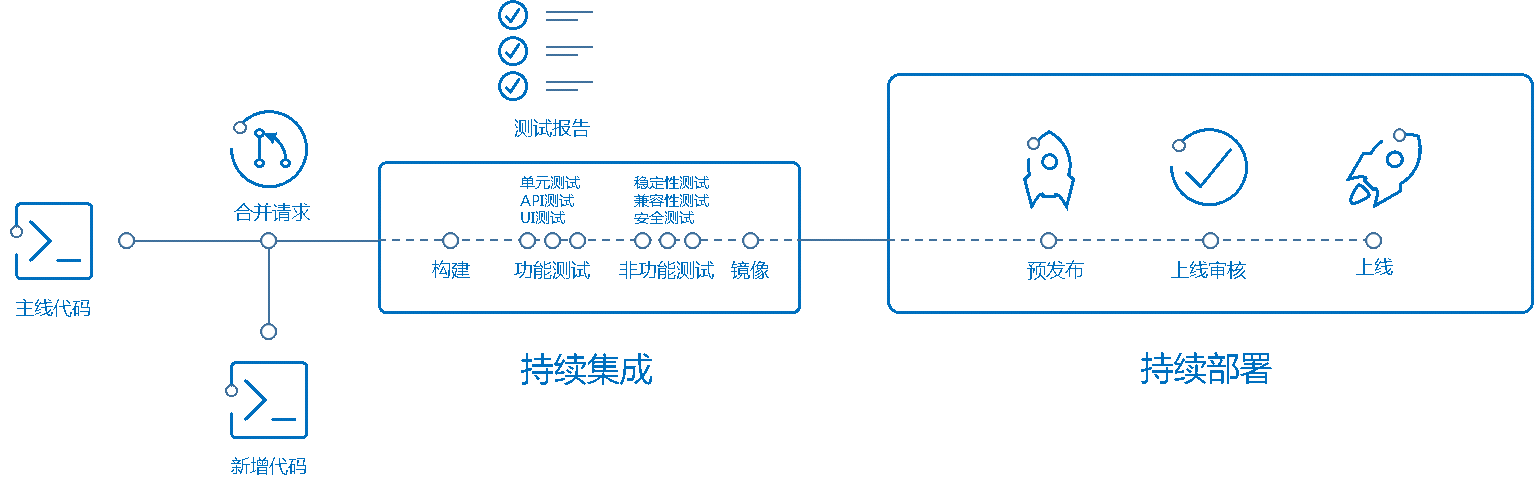 测试报告
合并请求
单元测试
API测试
UI测试
稳定性测试
兼容性测试
安全测试
构建
功能测试
非功能测试
镜像
预发布
上线审核
上线
主线代码
持续集成
持续部署
新增代码